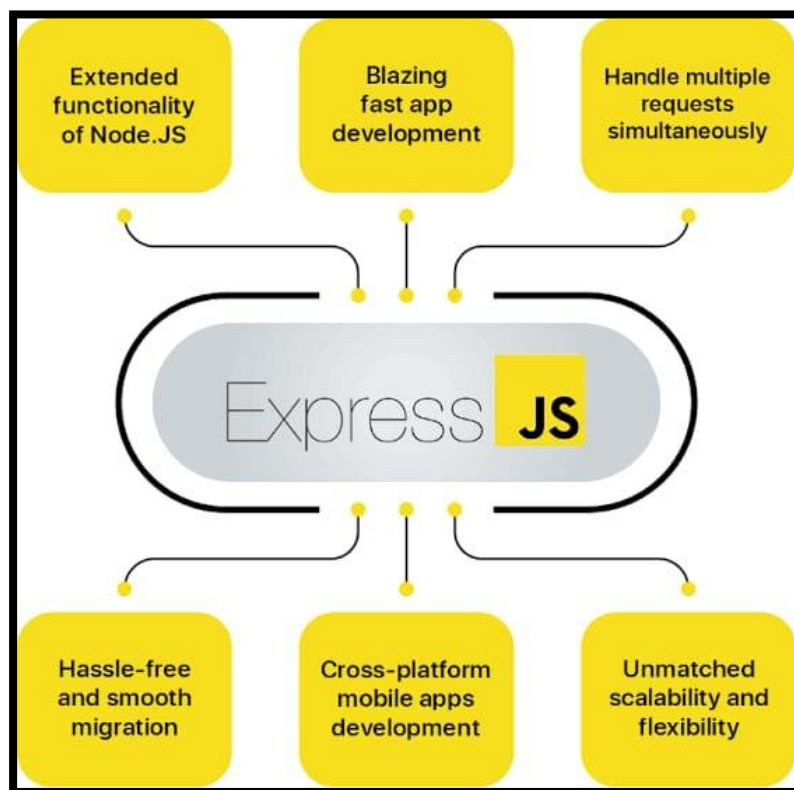 Extended
functionality
of Node.JS
Blazing
fast app
development
Handle multiple
requests
simultaneously
Express JS
Hassle-free
and smooth
migration
Cross-platform
mobile apps
development
Unmatched
scalability and
flexibility